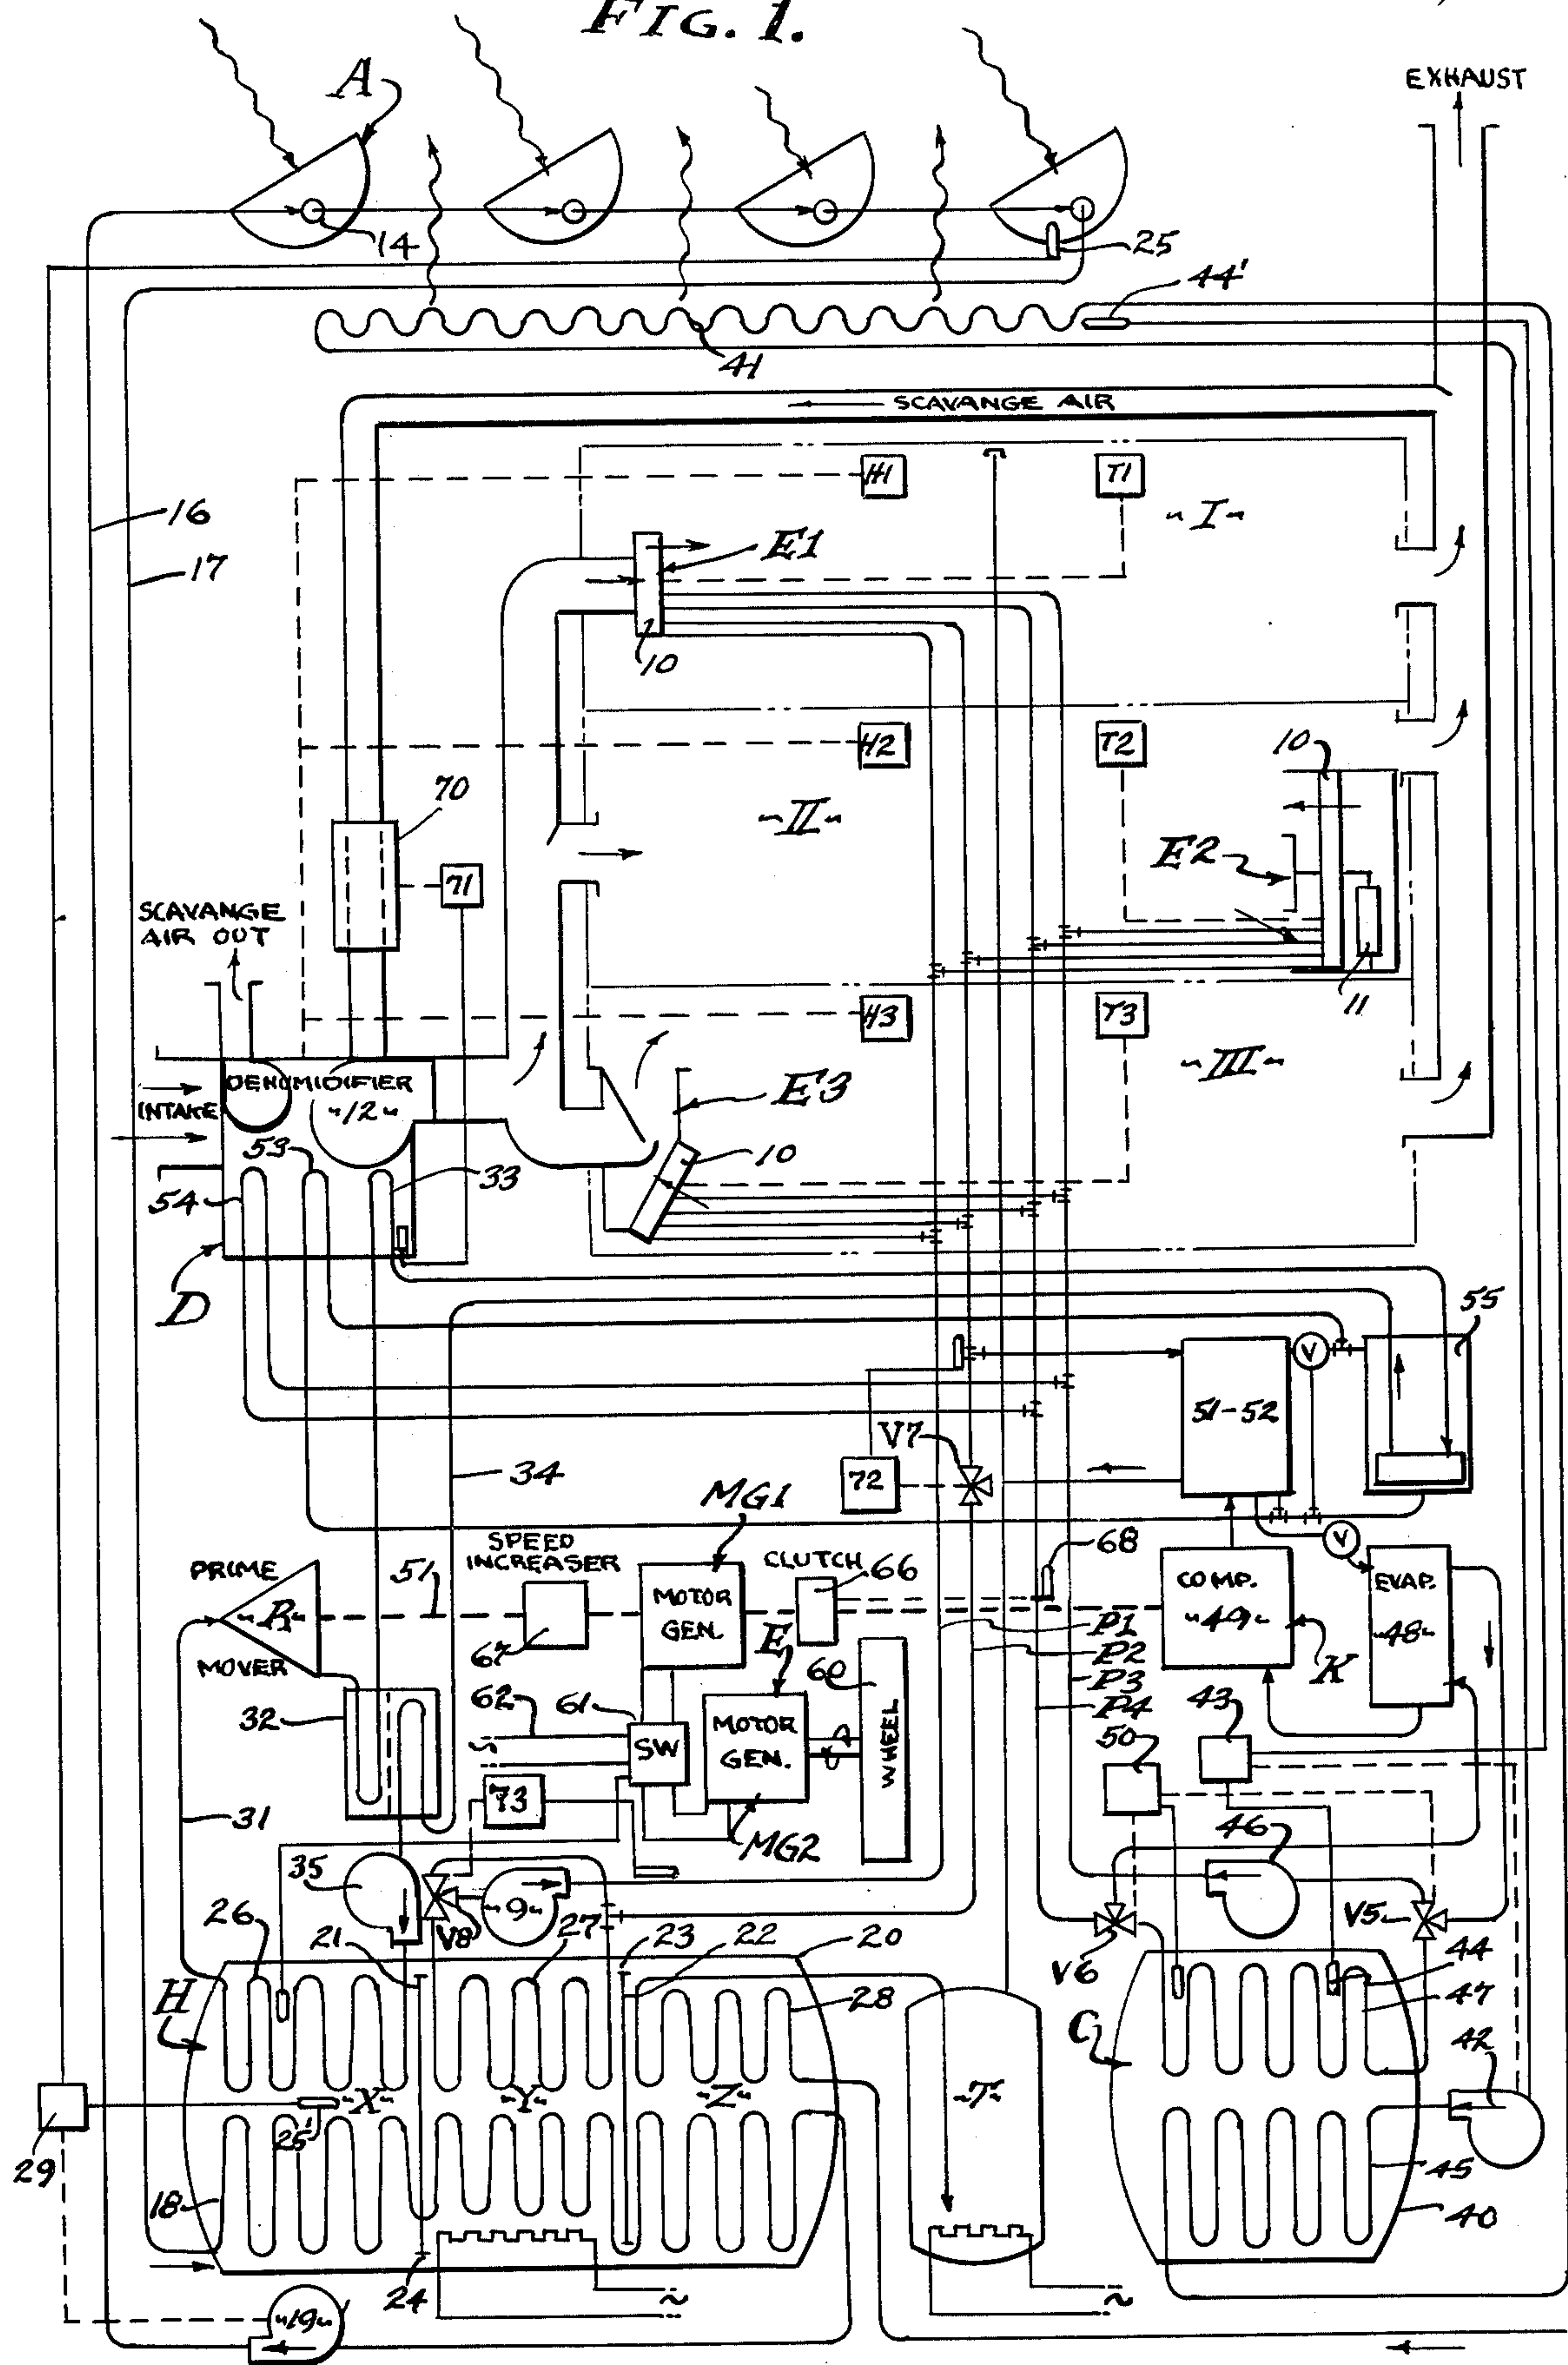 FIG. 1.
EXHAUST
A
14
25
44'
41
SCAVANGE AIR
H1
T1
"I"
16
E1
17
10
H2
T2
10
70
"II"
E2
71
SCAVANGE
AIR OUT
11
H3
T3
"III"
DEHUMIDIFIER
"12"
INTAKE
E3
53
10
33
54
D
55
51-52
V
V7
34
72
MG1
SPEED
INCREASER
CLUTCH
66
68
V
PRIME
51
MOTOR
GEN.
COMP.
"49"
EVAP.
"48"
"R"
P1
67
E
P2
MOVER
60
P3
K
62
61
43
32
P4
MOTOR
GEN.
50
SW
WHEEL
73
31
MG2
46
35
"9"
V8
26
27
23
22
20
V5
21
V6
44
H
28
47
C
42
"X"
"Y"
"Z"
"T"
25'
29
45
18
40
24
~
~
"19"